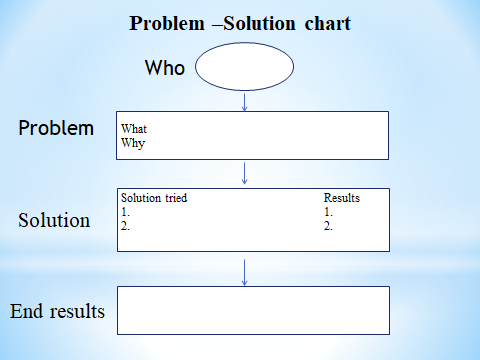 Problem –Solution chart
Who
Problem
What
Why
Solution
Solution tried Results
1. 1.
2. 2.
End results